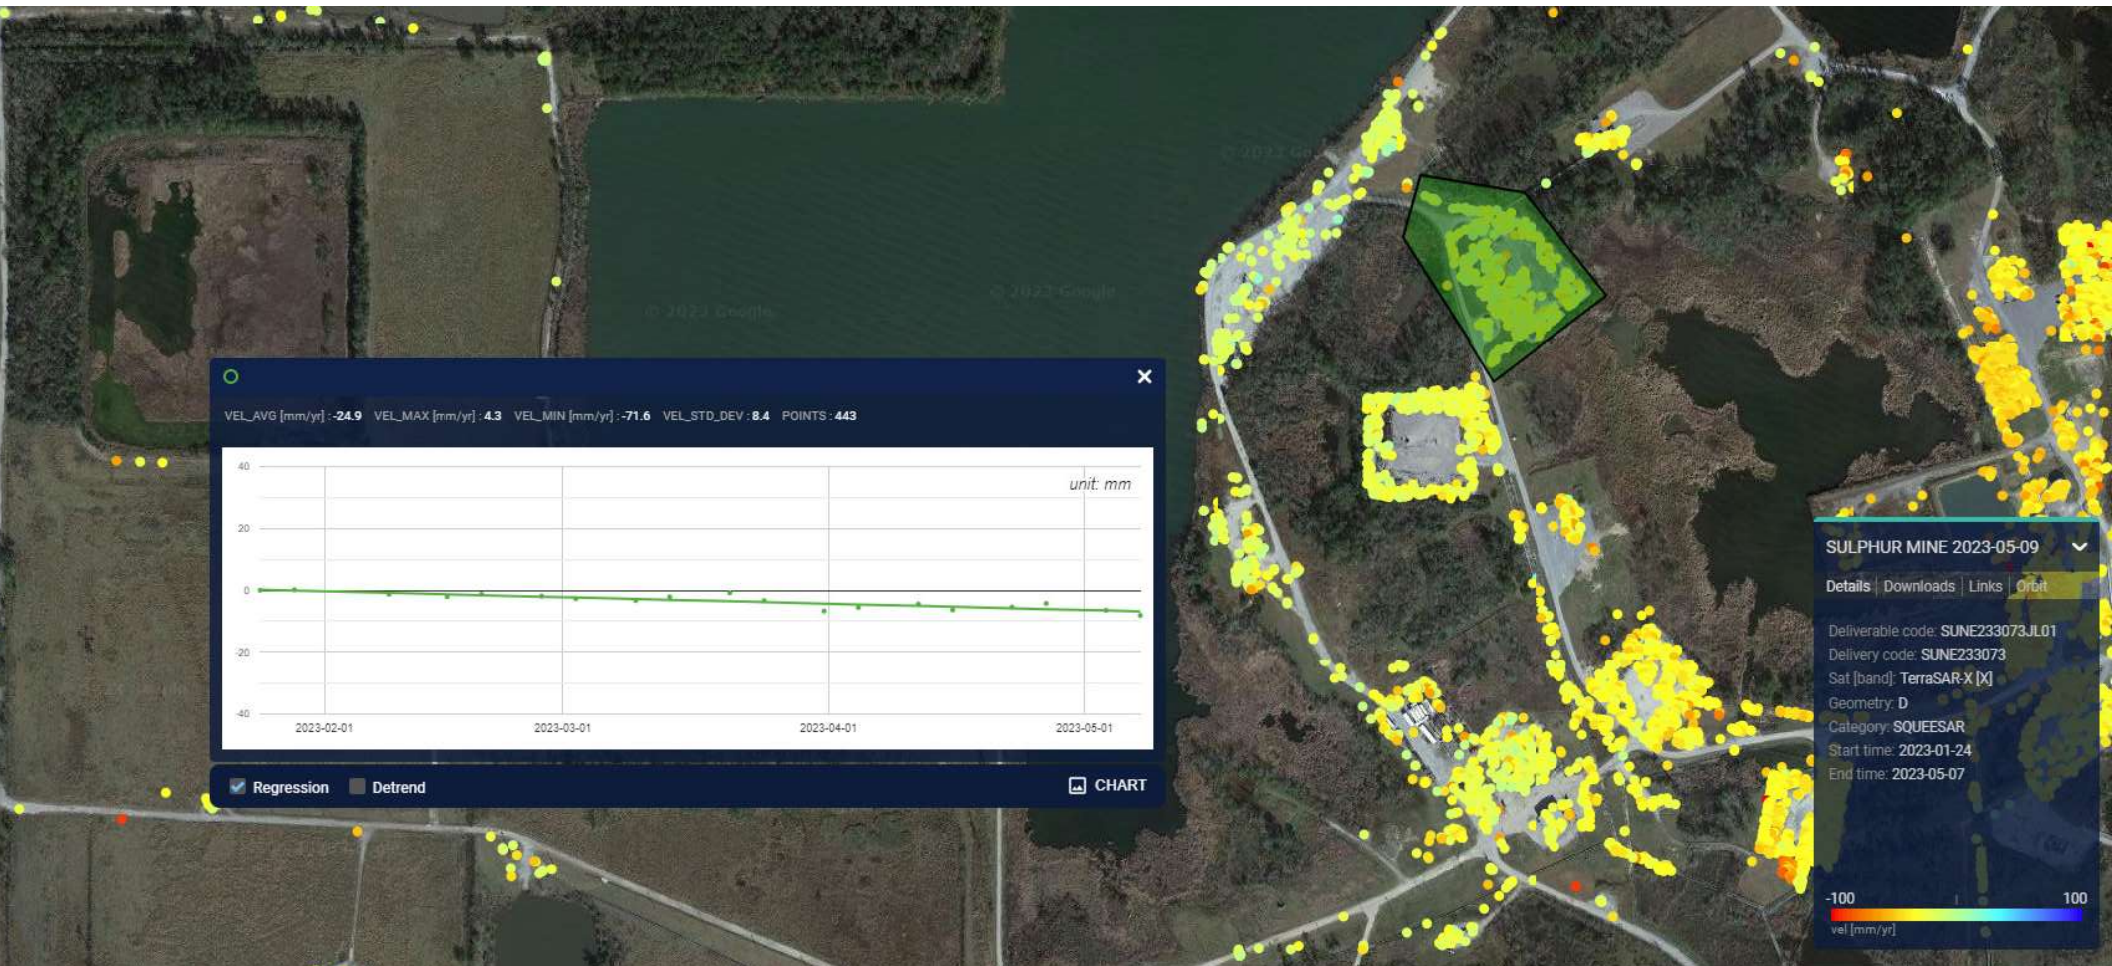 © 2023 Google
© 2023 Google
VEL_AVG [mm/yr] : -24.9 VEL_MAX [mm/yr] : 4.3 VEL_MIN [mm/yr] : -71.6 VEL_STD_DEV : 8.4 POINTS : 443
unit: mm
40
20
0
-20
-40
2023-02-01 2023-03-01 2023-04-01 2023-05-01
Regression Detrend CHART
SULPHUR MINE 2023-05-09
Details Downloads Links Orbit
Deliverable code: SUNE233073JL01
Delivery code: SUNE233073
Sat [band]: TerraSAR-X [X]
Geometry: D
Category: SQUEESAR
Start time: 2023-01-24
End time: 2023-05-07
-100 100
vel [mm/yr]